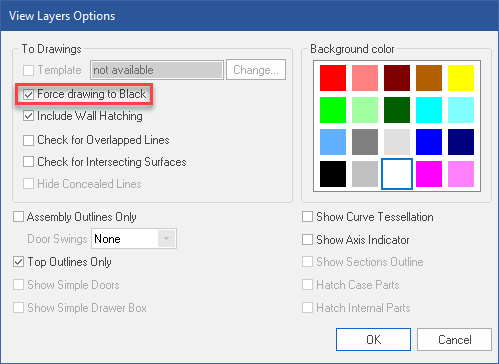 View Layers Options
To Drawings
Template not available Change...
Force drawing to Black
Include Wall Hatching
Check for Overlapped Lines
Check for Intersecting Surfaces
Hide Concealed Lines
Background color
Assembly Outlines Only
Door Swings None
Top Outlines Only
Show Simple Doors
Show Simple Drawer Box
Show Curve Tessellation
Show Axis Indicator
Show Sections Outline
Hatch Case Parts
Hatch Internal Parts
OK Cancel